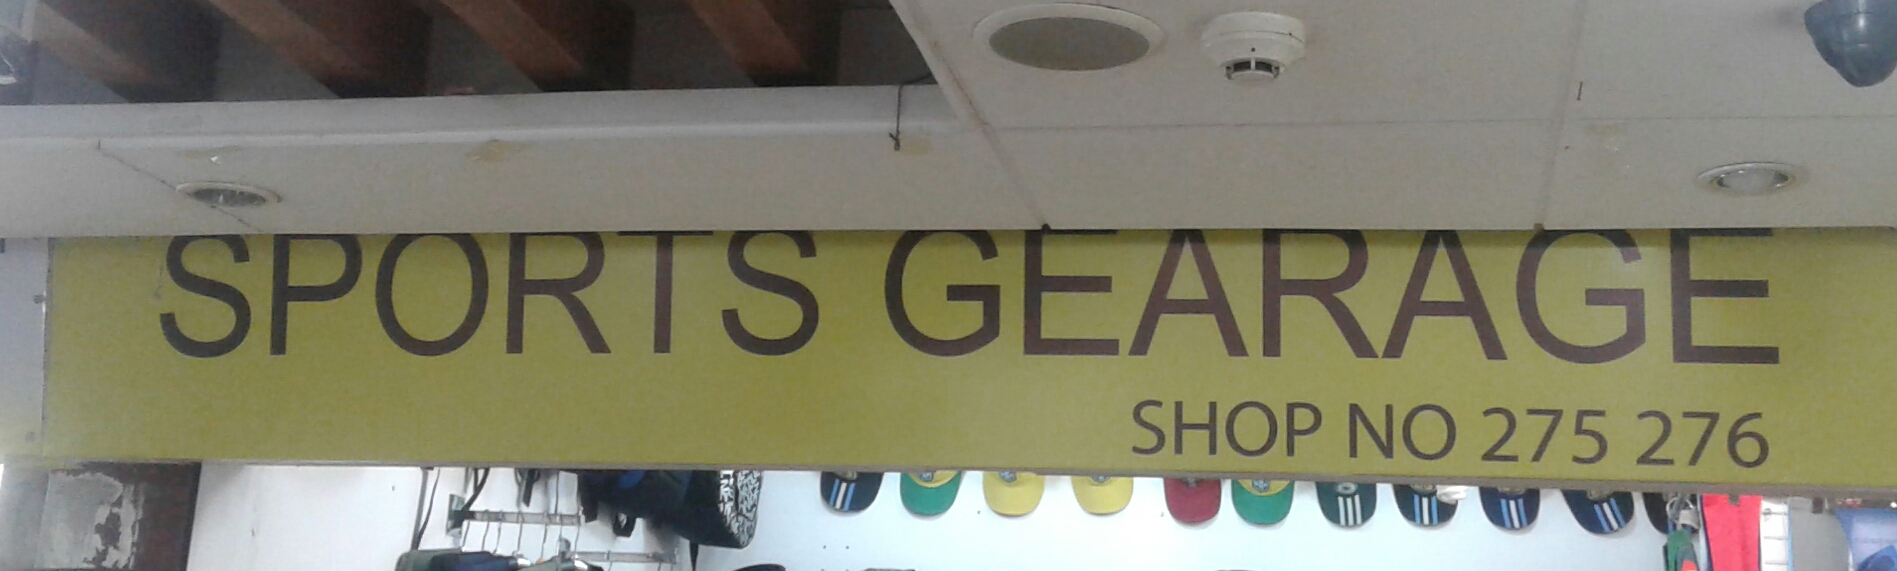 SPORTS GEARAGE
SHOP NO 275 276